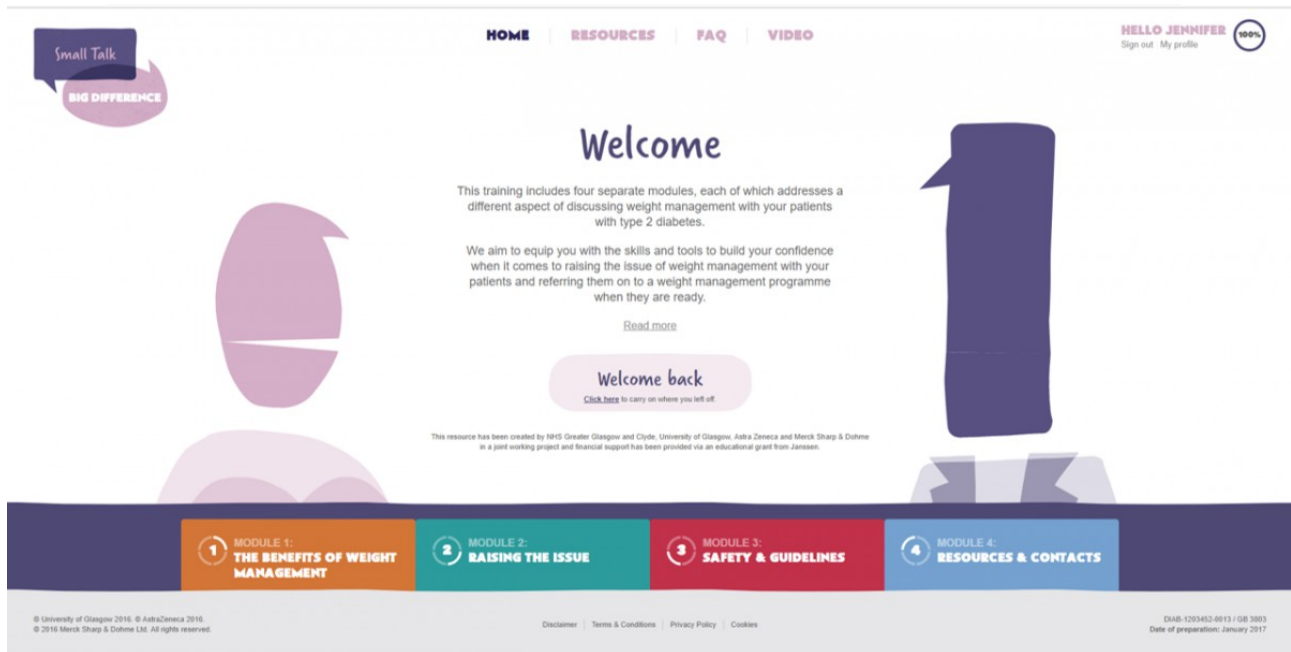 Small Talk
BIG DIFFERENCE
HOME
RESOURCES
FAQ
VIDEO
HELLO JENNIFER
Sign out My profile
100%
Welcome
This training includes four separate modules, each of which addresses a
different aspect of discussing weight management with your patients
with type 2 diabetes.
We aim to equip you with the skills and tools to build your confidence
when it comes to raising the issue of weight management with your
patients and referring them on to a weight management programme
when they are ready.
Read more
Welcome back
Click here to carry on where you left off.
This resource has been created by NHS Greater Glasgow and Clyde, University of Glasgow, Astra Zeneca and Merck Sharp & Dohme
in a joint working project and financial support has been provided via an educational grant from Janssen.
1
MODULE 1:
THE BENEFITS OF WEIGHT
MANAGEMENT
2
MODULE 2:
RAISING THE ISSUE
3
MODULE 3:
SAFETY & GUIDELINES
4
MODULE 4:
RESOURCES & CONTACTS
© University of Glasgow 2016. © AstraZeneca 2016.
© 2016 Merck Sharp & Dohme Ltd. All rights reserved.
Disclaimer
Terms & Conditions
Privacy Policy
Cookies
DIAB-1203452-0013 / GB 3803
Date of preparation: January 2017